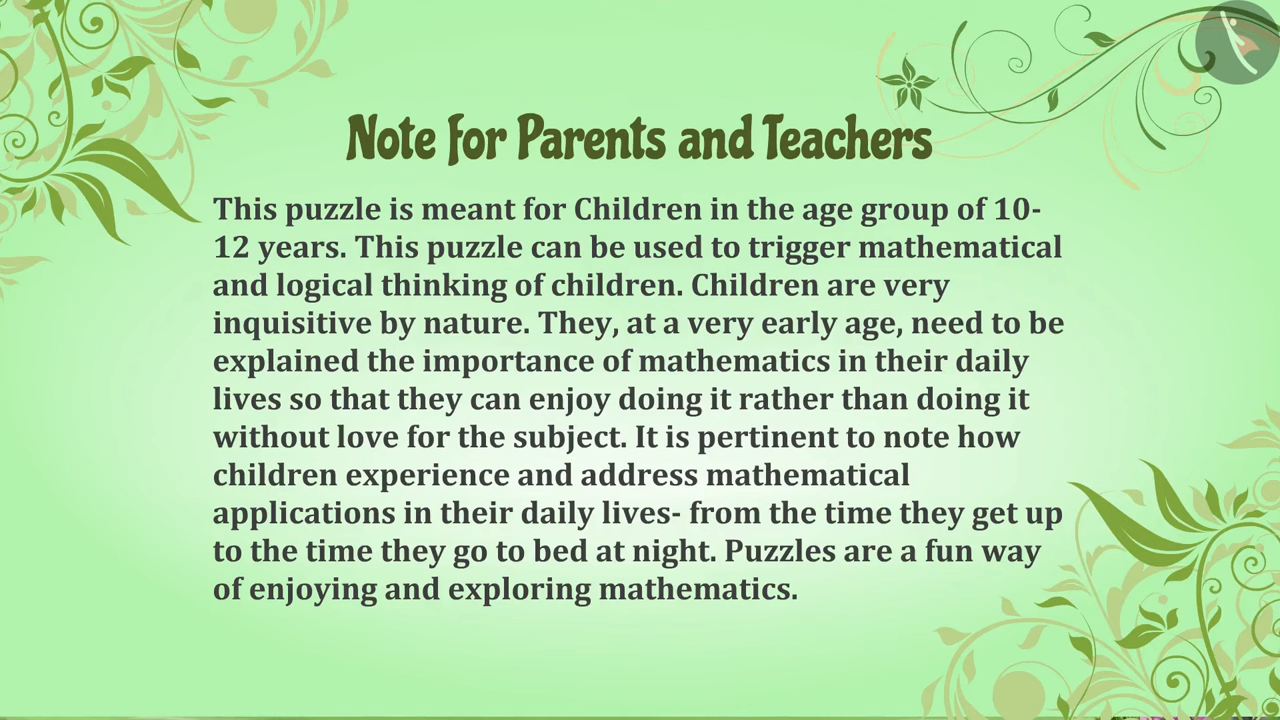 Note for Parents and Teachers
This puzzle is meant for Children in the age group of 10-
12 years. This puzzle can be used to trigger mathematical
and logical thinking of children. Children are very
inquisitive by nature. They, at a very early age, need to be
explained the importance of mathematics in their daily
lives so that they can enjoy doing it rather than doing it
without love for the subject. It is pertinent to note how
children experience and address mathematical
applications in their daily lives- from the time they get up
to the time they go to bed at night. Puzzles are a fun way
of enjoying and exploring mathematics.